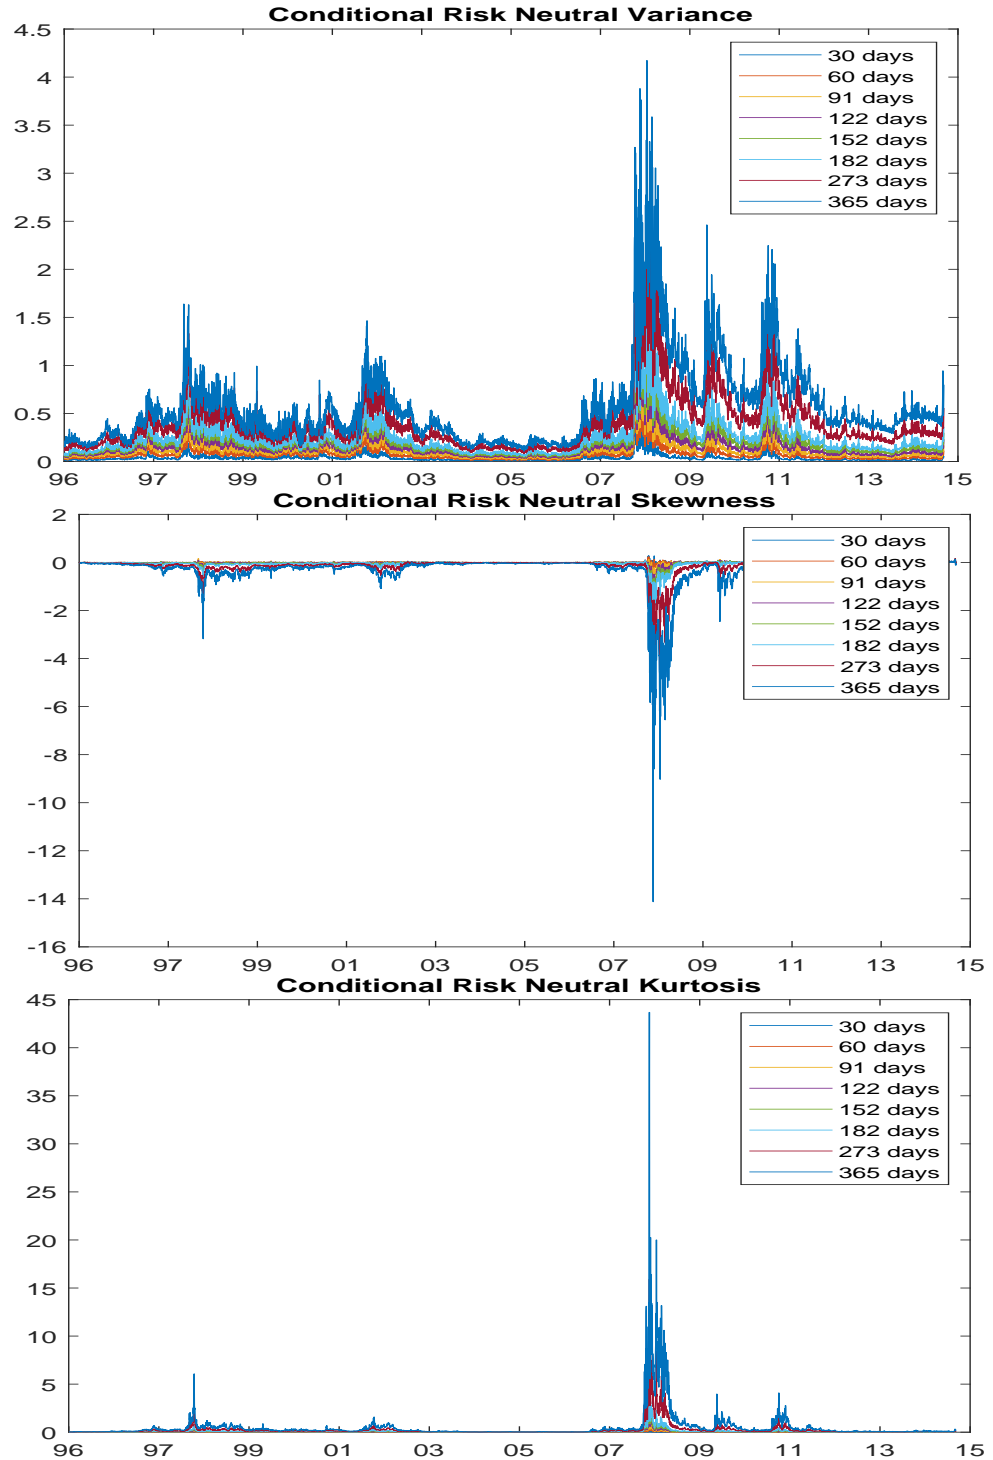 Conditional Risk Neutral Variance
4.5
4
3.5
3
2.5
2
1.5
1
0.5
0
30 days
60 days
91 days
122 days
152 days
182 days
273 days
365 days
96 97 99 01 02 03 05 07 08 09 11 13 15
Conditional Risk Neutral Skewness
2
0
-2
-4
-6
-8
-10
-12
-14
-16
30 days
60 days
91 days
122 days
152 days
182 days
273 days
365 days
96 97 99 01 03 05 07 09 11 13 15
Conditional Risk Neutral Kurtosis
45
40
35
30
25
20
15
10
5
0
30 days
60 days
91 days
122 days
152 days
182 days
273 days
365 days
96 97 99 01 03 05 07 09 11 13 15